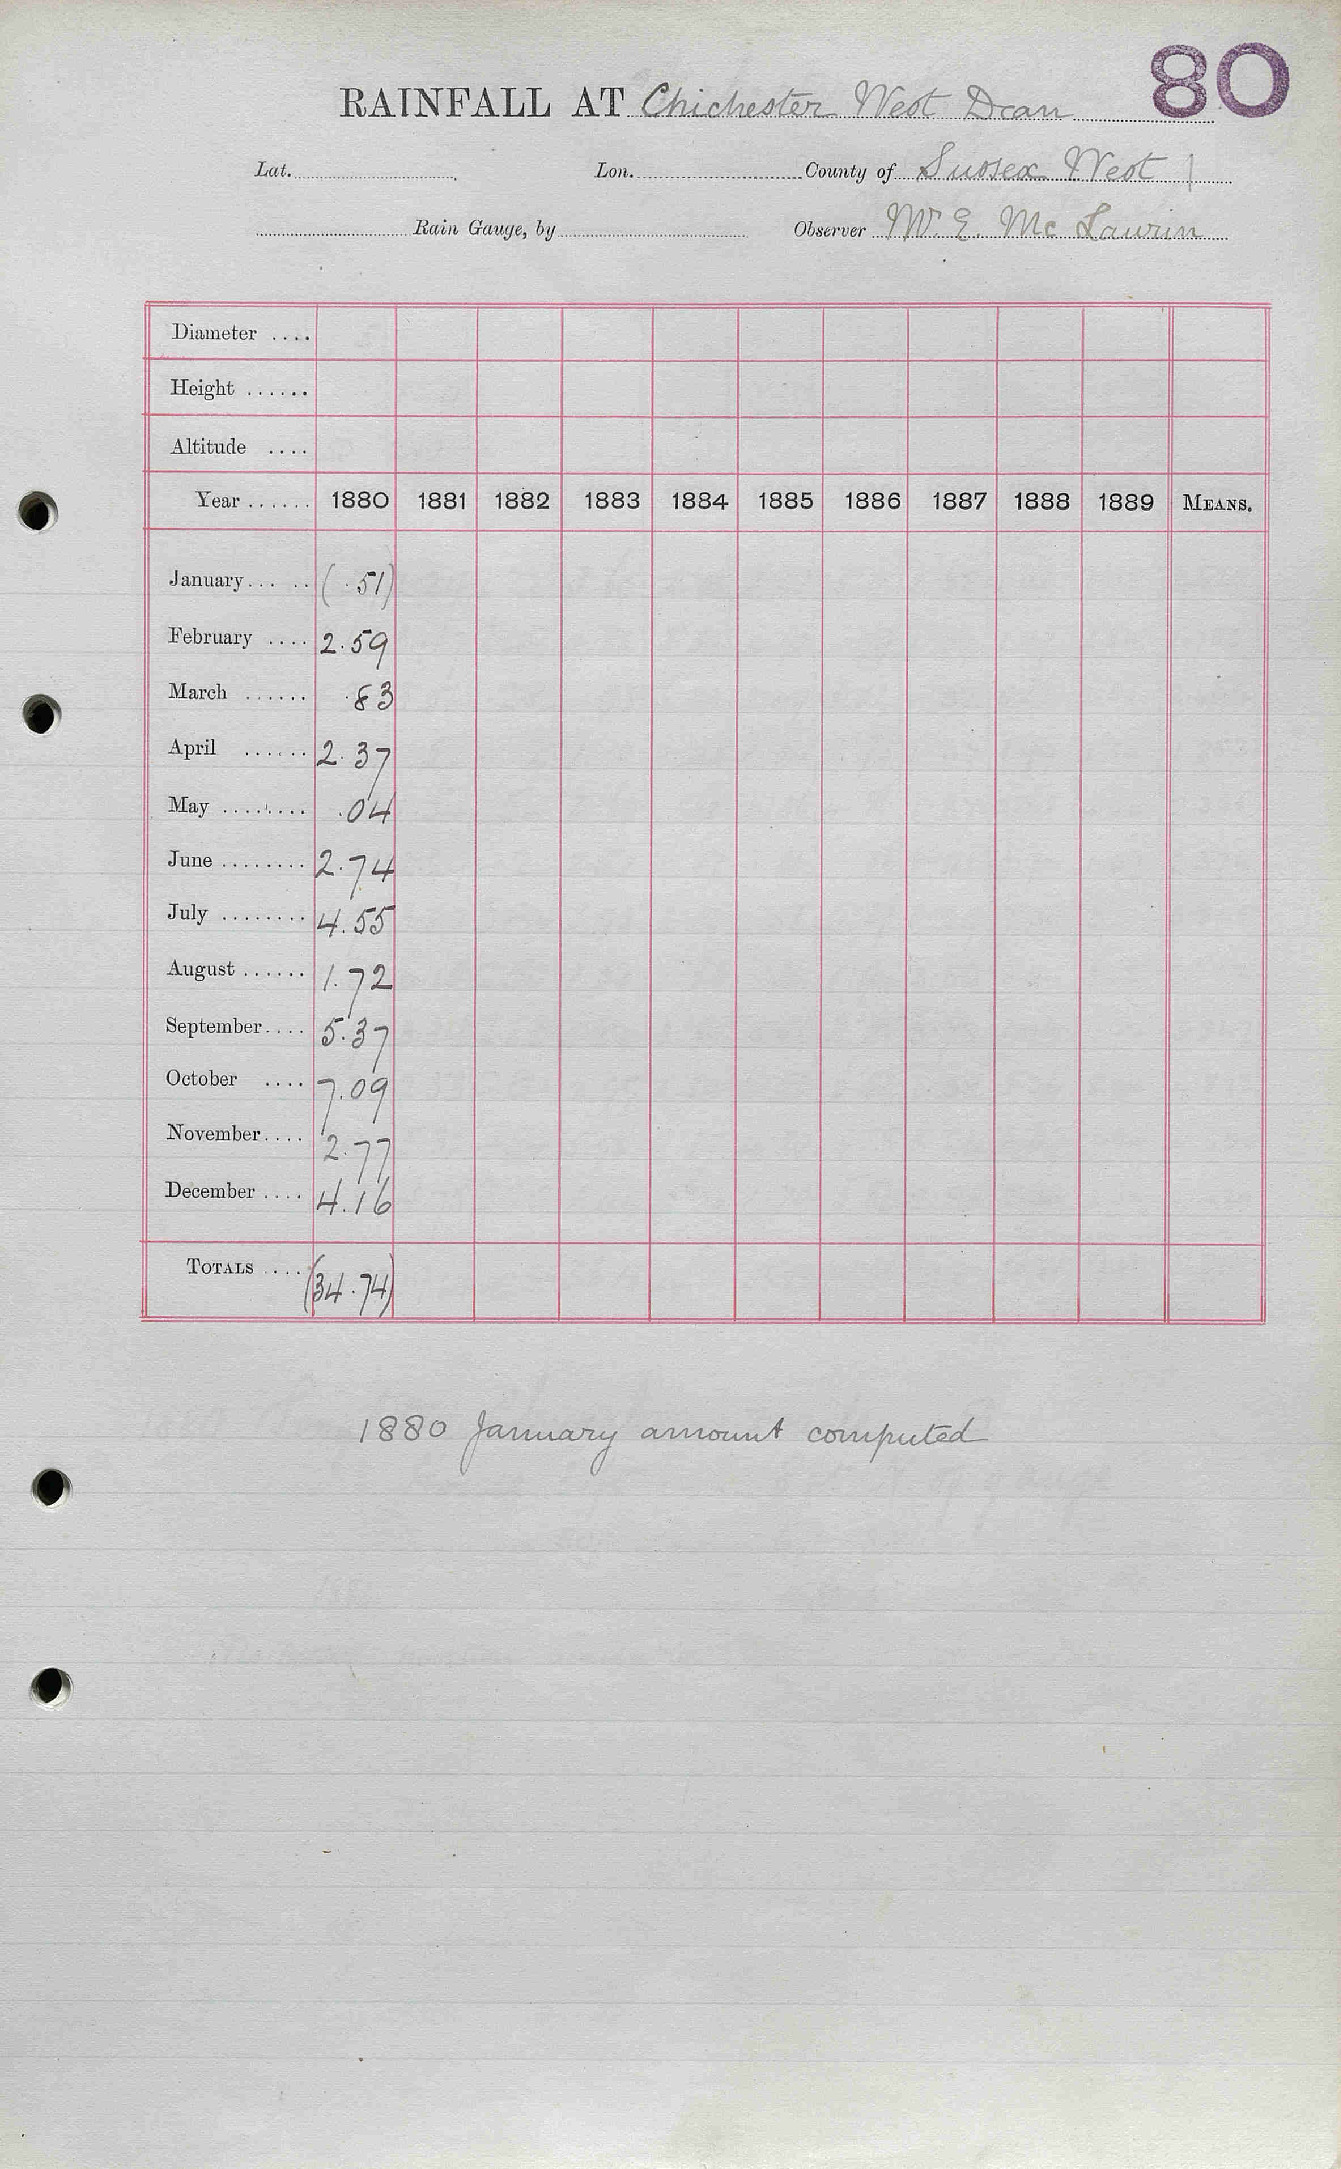 80
RAINFALL AT Chichester West Dean
Lat. Lon. County of Sussex West
Rain Gauge, by Observer Mr. E. McLaurin
Diameter ....
Height ......
Altitude ....
Year ...... 1880 1881 1882 1883 1884 1885 1886 1887 1888 1889 MEANS.
January ... .. ( .51)
February .... 2.59
March ...... .83
April ...... 2.37
May ........ .04
June ........ 2.74
July ........ 4.55
August ...... 1.72
September .... 5.37
October .... 7.09
November .... 2.77
December .... 4.16
TOTALS .... (34.74)
1880 January amount computed